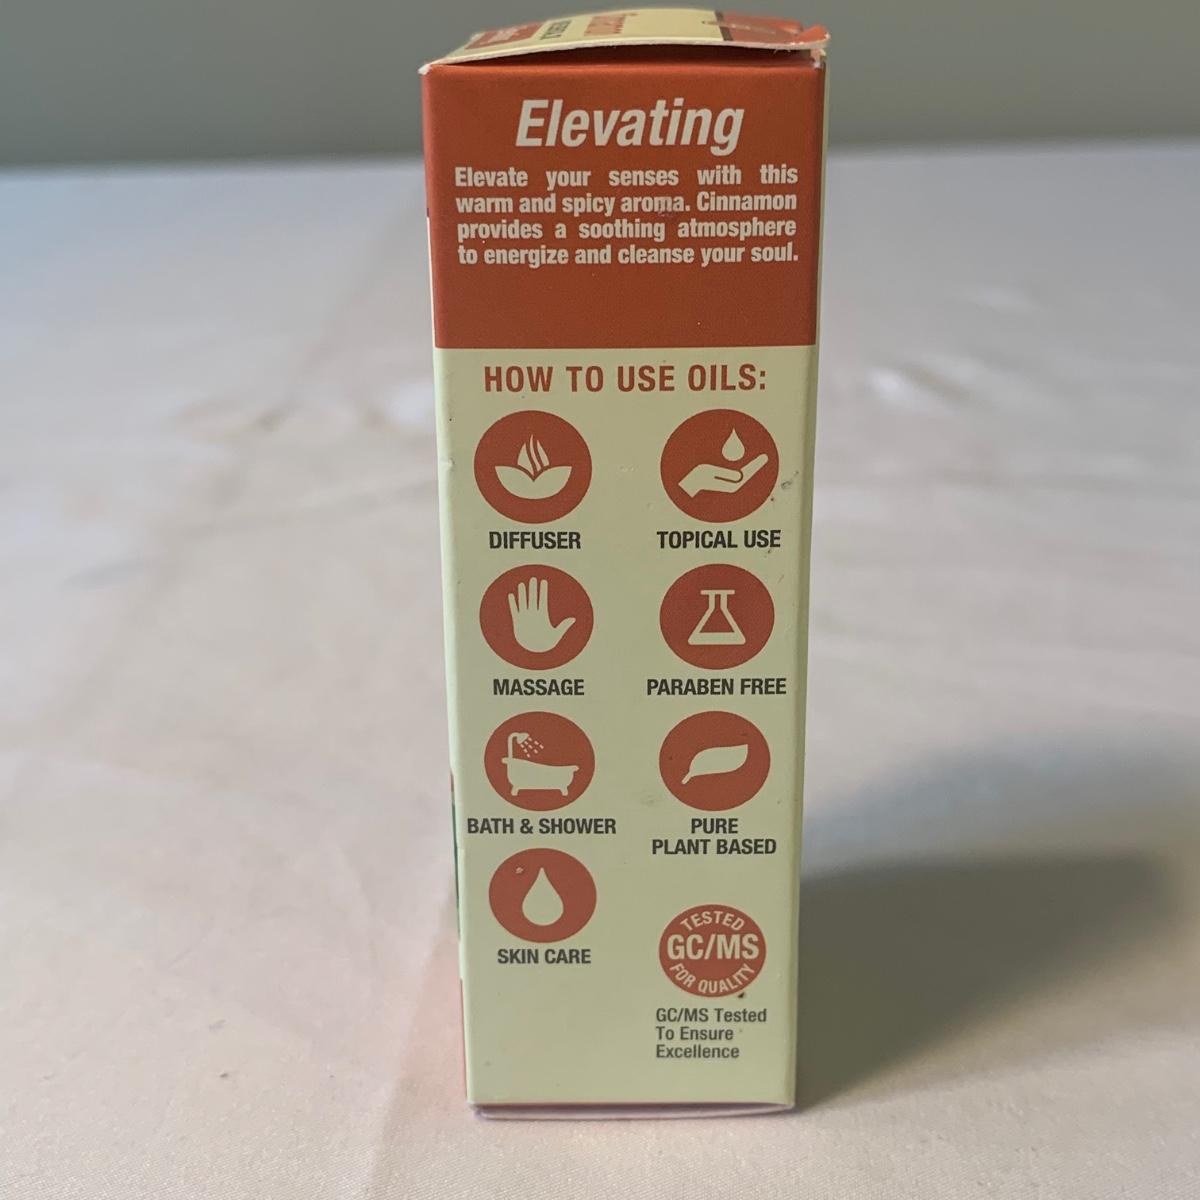 Elevating
Elevate your senses with this
warm and spicy aroma. Cinnamon
provides a soothing atmosphere
to energize and cleanse your soul.
HOW TO USE OILS:
DIFFUSER
TOPICAL USE
MASSAGE
PARABEN FREE
BATH & SHOWER
PURE
PLANT BASED
SKIN CARE
TESTED
GC/MS
FOR QUALITY
GC/MS Tested
To Ensure
Excellence